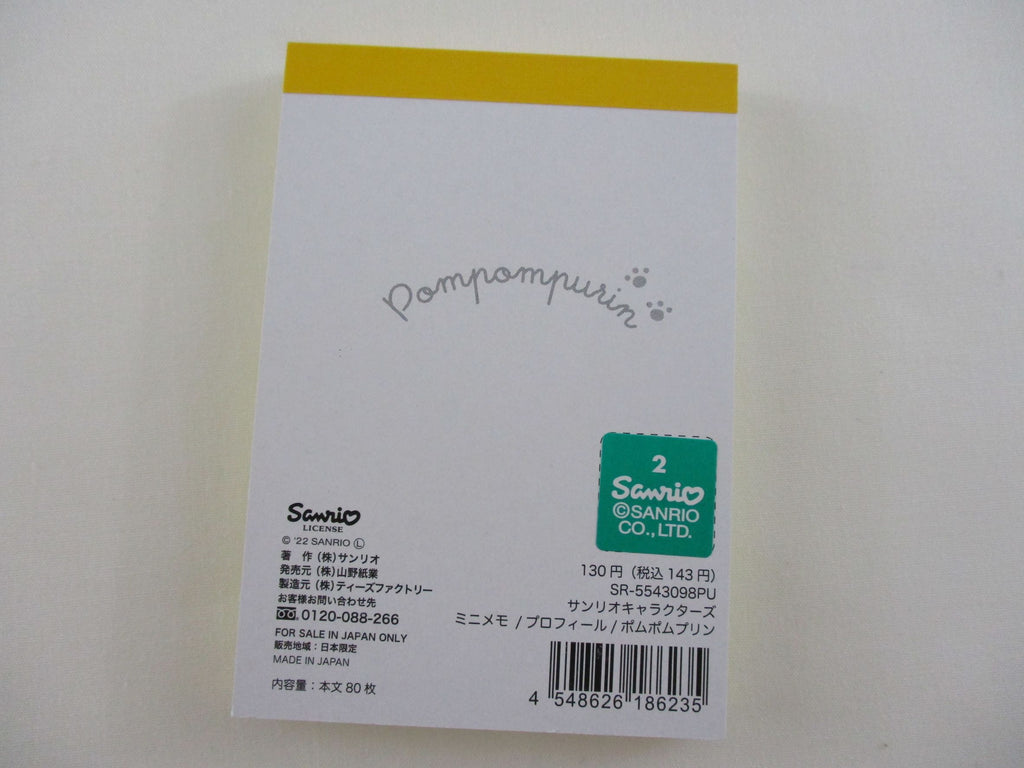 Pompompurin
2
Sanrio
©SANRIO
CO.,LTD.
Sanrio
LICENSE
© '22 SANRIO Ⓛ
著 作 (株)サンリオ
発売元 (株)山野紙業
製造元 (株)ティーズファクトリー
お客様お問い合わせ先
0120-088-266
FOR SALE IN JAPAN ONLY
販売地域：日本限定
MADE IN JAPAN
内容量：本文 80 枚
130 円 (税込 143 円)
SR-5543098PU
サンリオキャラクターズ
ミニメモ / プロフィール / ポムポムプリン
4 548626 186235